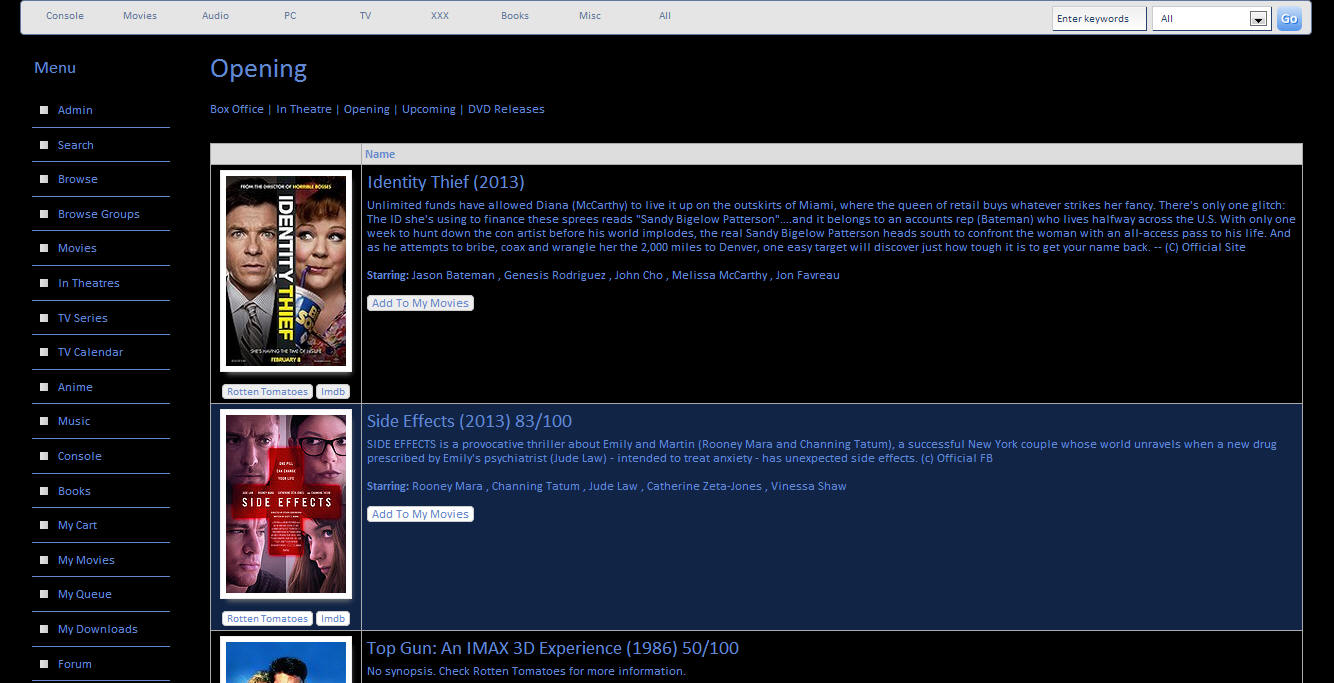 Console Movies Audio PC TV XXX Books Misc All Enter keywords All Go
Menu
Admin
Search
Browse
Browse Groups
Movies
In Theatres
TV Series
TV Calendar
Anime
Music
Console
Books
My Cart
My Movies
My Queue
My Downloads
Forum
Opening
Box Office | In Theatre | Opening | Upcoming | DVD Releases
Name
FROM THE DIRECTOR OF HORRIBLE BOSSES
IDENTITY THIEF
SHE'S HAVING THE TIME OF HIS LIFE
FEBRUARY 8
Rotten Tomatoes Imdb
Identity Thief (2013)
Unlimited funds have allowed Diana (McCarthy) to live it up on the outskirts of Miami, where the queen of retail buys whatever strikes her fancy. There's only one glitch:
The ID she's using to finance these sprees reads "Sandy Bigelow Patterson"....and it belongs to an accounts rep (Bateman) who lives halfway across the U.S. With only one
week to hunt down the con artist before his world implodes, the real Sandy Bigelow Patterson heads south to confront the woman with an all-access pass to his life. And
as he attempts to bribe, coax and wrangle her the 2,000 miles to Denver, one easy target will discover just how tough it is to get your name back. -- (C) Official Site
Starring: Jason Bateman , Genesis Rodriguez , John Cho , Melissa McCarthy , Jon Favreau
Add To My Movies
ONE PILL
CAN CHANGE
YOUR LIFE
SIDE EFFECTS
Rotten Tomatoes Imdb
Side Effects (2013) 83/100
SIDE EFFECTS is a provocative thriller about Emily and Martin (Rooney Mara and Channing Tatum), a successful New York couple whose world unravels when a new drug
prescribed by Emily's psychiatrist (Jude Law) - intended to treat anxiety - has unexpected side effects. (c) Official FB
Starring: Rooney Mara , Channing Tatum , Jude Law , Catherine Zeta-Jones , Vinessa Shaw
Add To My Movies
Top Gun: An IMAX 3D Experience (1986) 50/100
No synopsis. Check Rotten Tomatoes for more information.